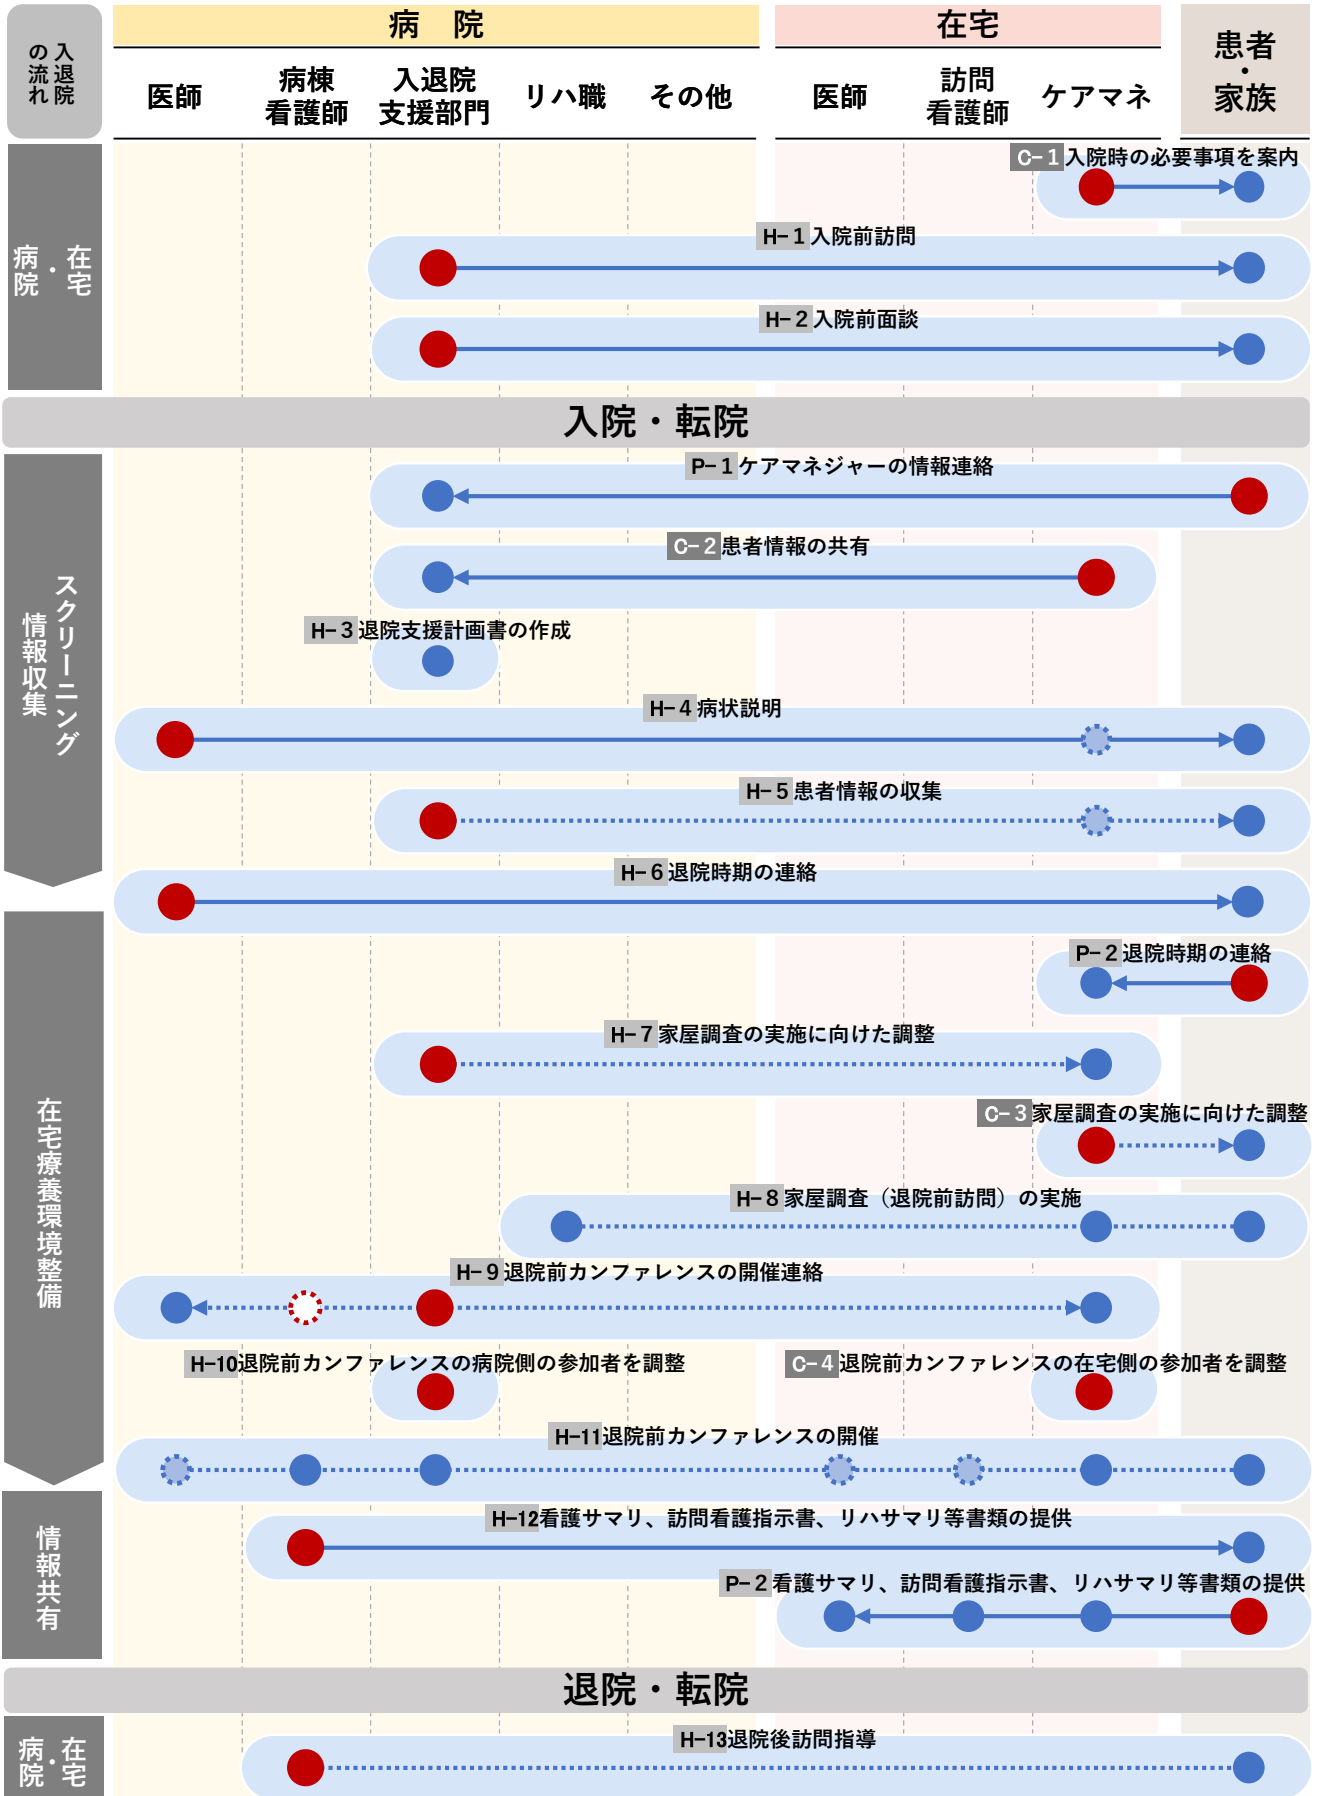 入退院
の流れ
病　院
在宅
患者
・
家族
医師
病棟
看護師
入退院
支援部門
リハ職
その他
医師
訪問
看護師
ケアマネ
在宅
・
病院
C-1 入院時の必要事項を案内
H-1 入院前訪問
H-2 入院前面談
入院・転院
スクリーニング
情報収集
P-1 ケアマネジャーの情報連絡
C-2 患者情報の共有
H-3 退院支援計画書の作成
H-4 病状説明
H-5 患者情報の収集
H-6 退院時期の連絡
在宅療養環境整備
P-2 退院時期の連絡
H-7 家屋調査の実施に向けた調整
C-3 家屋調査の実施に向けた調整
H-8 家屋調査（退院前訪問）の実施
H-9 退院前カンファレンスの開催連絡
H-10 退院前カンファレンスの病院側の参加者を調整
C-4 退院前カンファレンスの在宅側の参加者を調整
H-11 退院前カンファレンスの開催
情報共有
H-12 看護サマリ、訪問看護指示書、リハサマリ等書類の提供
P-2 看護サマリ、訪問看護指示書、リハサマリ等書類の提供
退院・転院
在宅
・
病院
H-13 退院後訪問指導